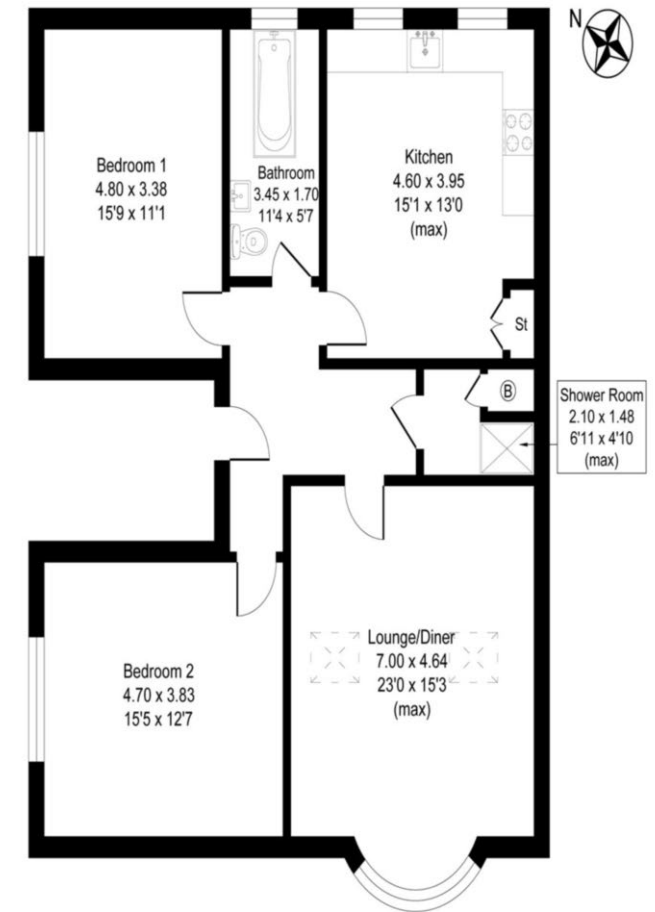 N
Bedroom 1
4.80 x 3.38
15'9 x 11'1
Bathroom
3.45 x 1.70
11'4 x 5'7
Kitchen
4.60 x 3.95
15'1 x 13'0
(max)
St
B
Shower Room
2.10 x 1.48
6'11 x 4'10
(max)
Lounge/Diner
7.00 x 4.64
23'0 x 15'3
(max)
Bedroom 2
4.70 x 3.83
15'5 x 12'7